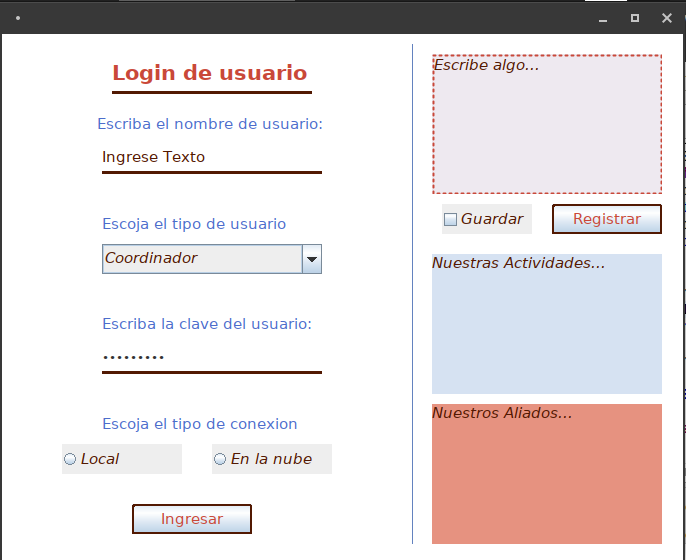 Login de usuario
Escriba el nombre de usuario:
Ingrese Texto
Escoja el tipo de usuario
Coordinador
Escriba la clave del usuario:
•••••••••
Escoja el tipo de conexion
Local
En la nube
Ingresar
Escribe algo...
Guardar
Registrar
Nuestras Actividades...
Nuestros Aliados...